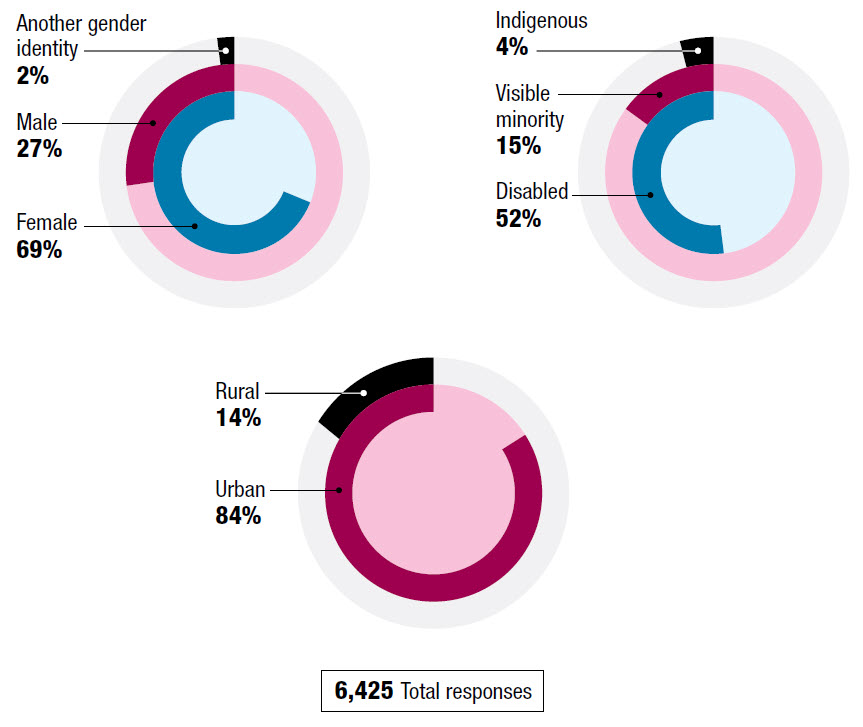 Another gender
identity
2%
Male
27%
Female
69%
Indigenous
4%
Visible
minority
15%
Disabled
52%
Rural
14%
Urban
84%
6,425 Total responses